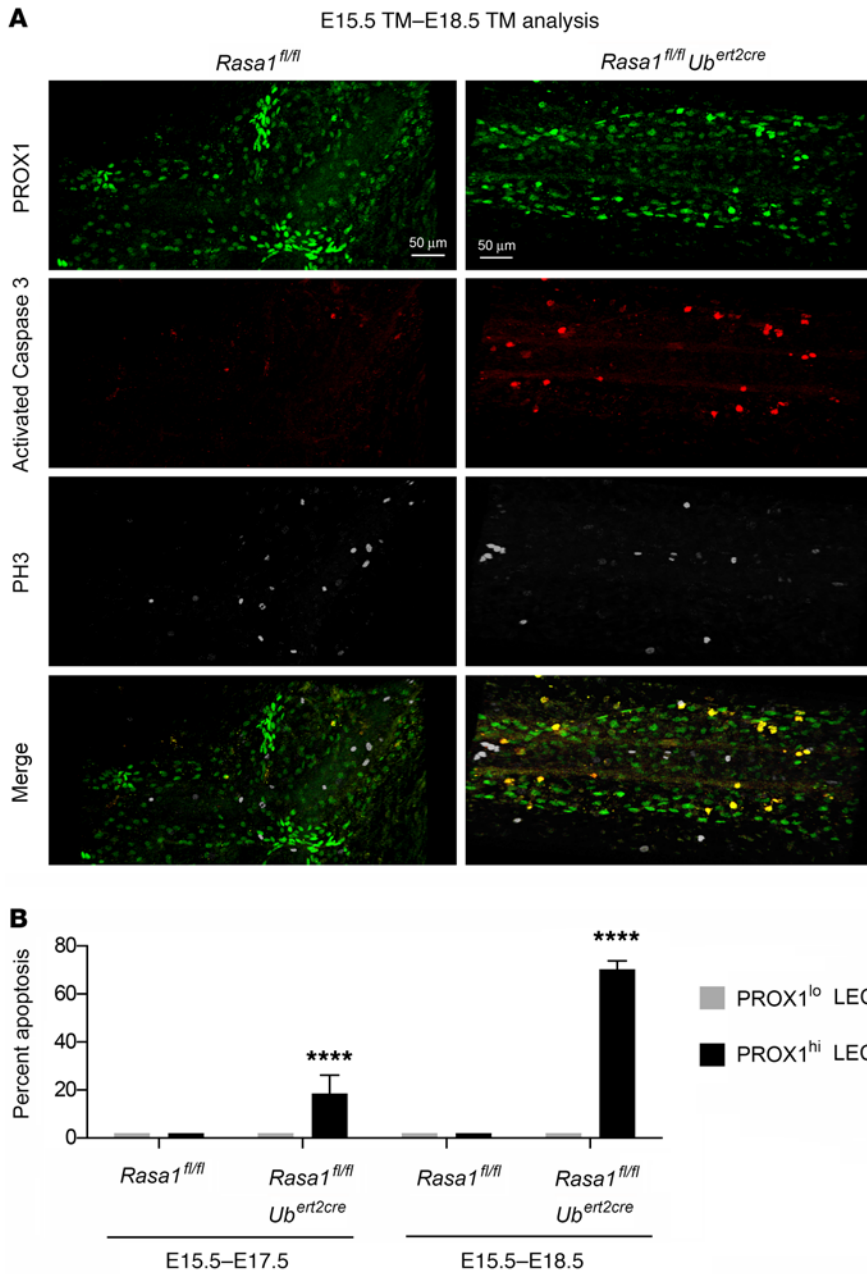 A
E15.5 TM–E18.5 TM analysis
Rasa1fl/fl
Rasa1fl/fl Ubert2cre
PROX1
50 μm
50 μm
Activated Caspase 3
PH3
Merge
B
Percent apoptosis
80
60
40
20
0
****
****
PROX1lo LEC
PROX1hi LEC
Rasa1fl/fl
Rasa1fl/fl
Ubert2cre
Rasa1fl/fl
Rasa1fl/fl
Ubert2cre
E15.5–E17.5
E15.5–E18.5